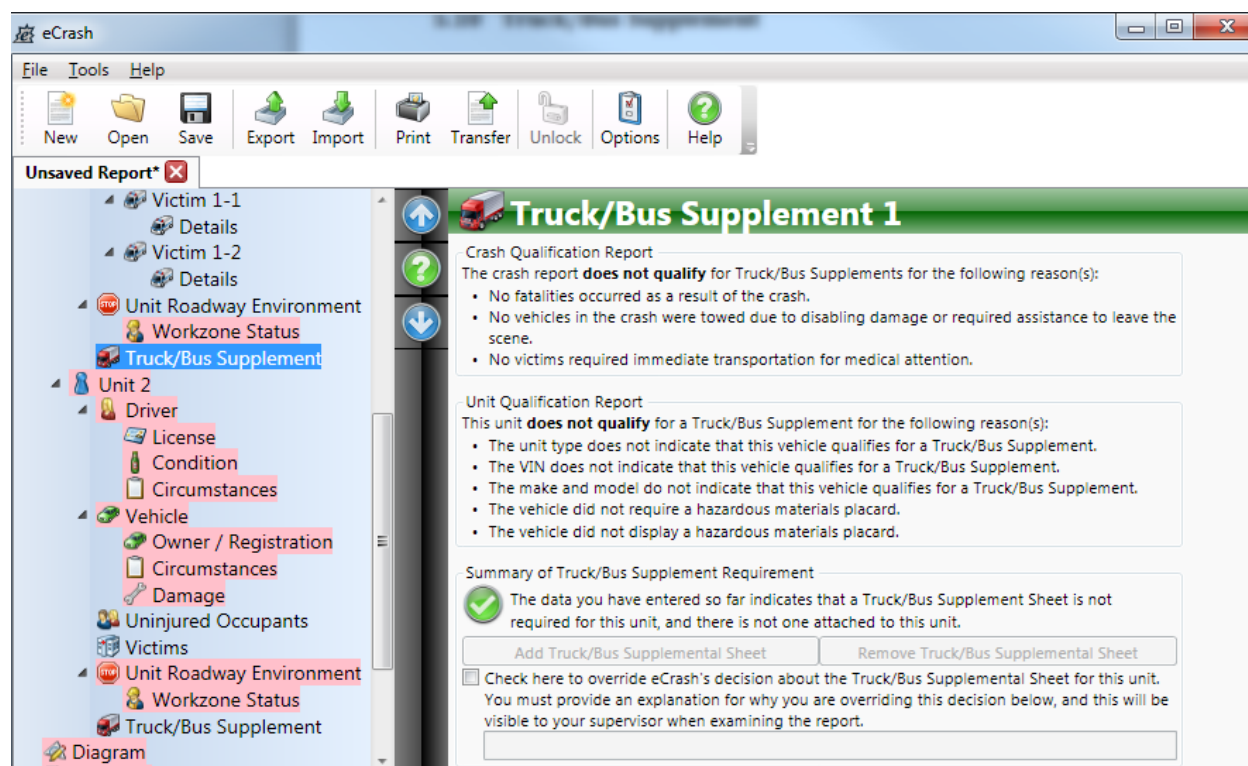 5.10 Truck/Bus Supplement
eCrash
File Tools Help
New Open Save Export Import Print Transfer Unlock Options Help
Unsaved Report*
Victim 1-1
Details
Victim 1-2
Details
Unit Roadway Environment
Workzone Status
Truck/Bus Supplement
Unit 2
Driver
License
Condition
Circumstances
Vehicle
Owner / Registration
Circumstances
Damage
Uninjured Occupants
Victims
Unit Roadway Environment
Workzone Status
Truck/Bus Supplement
Diagram
Truck/Bus Supplement 1
Crash Qualification Report
The crash report does not qualify for Truck/Bus Supplements for the following reason(s):
• No fatalities occurred as a result of the crash.
• No vehicles in the crash were towed due to disabling damage or required assistance to leave the
scene.
• No victims required immediate transportation for medical attention.
Unit Qualification Report
This unit does not qualify for a Truck/Bus Supplement for the following reason(s):
• The unit type does not indicate that this vehicle qualifies for a Truck/Bus Supplement.
• The VIN does not indicate that this vehicle qualifies for a Truck/Bus Supplement.
• The make and model do not indicate that this vehicle qualifies for a Truck/Bus Supplement.
• The vehicle did not require a hazardous materials placard.
• The vehicle did not display a hazardous materials placard.
Summary of Truck/Bus Supplement Requirement
The data you have entered so far indicates that a Truck/Bus Supplement Sheet is not
required for this unit, and there is not one attached to this unit.
Add Truck/Bus Supplemental Sheet Remove Truck/Bus Supplemental Sheet
Check here to override eCrash's decision about the Truck/Bus Supplemental Sheet for this unit.
You must provide an explanation for why you are overriding this decision below, and this will be
visible to your supervisor when examining the report.